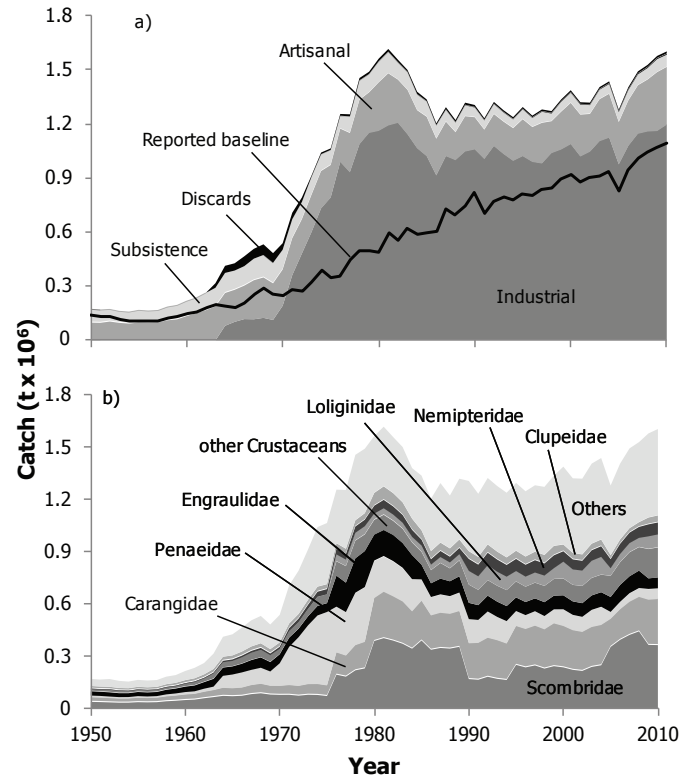 a)
1.8
1.5
1.2
0.9
0.6
0.3
0
Artisanal
Reported baseline
Discards
Subsistence
Industrial
Catch (t x 10⁶)
b)
1.8
1.5
1.2
0.9
0.6
0.3
0
Loliginidae
Nemipteridae
Clupeidae
other Crustaceans
Engraulidae
Others
Penaeidae
Carangidae
Scombridae
1950 1960 1970 1980 1990 2000 2010
Year